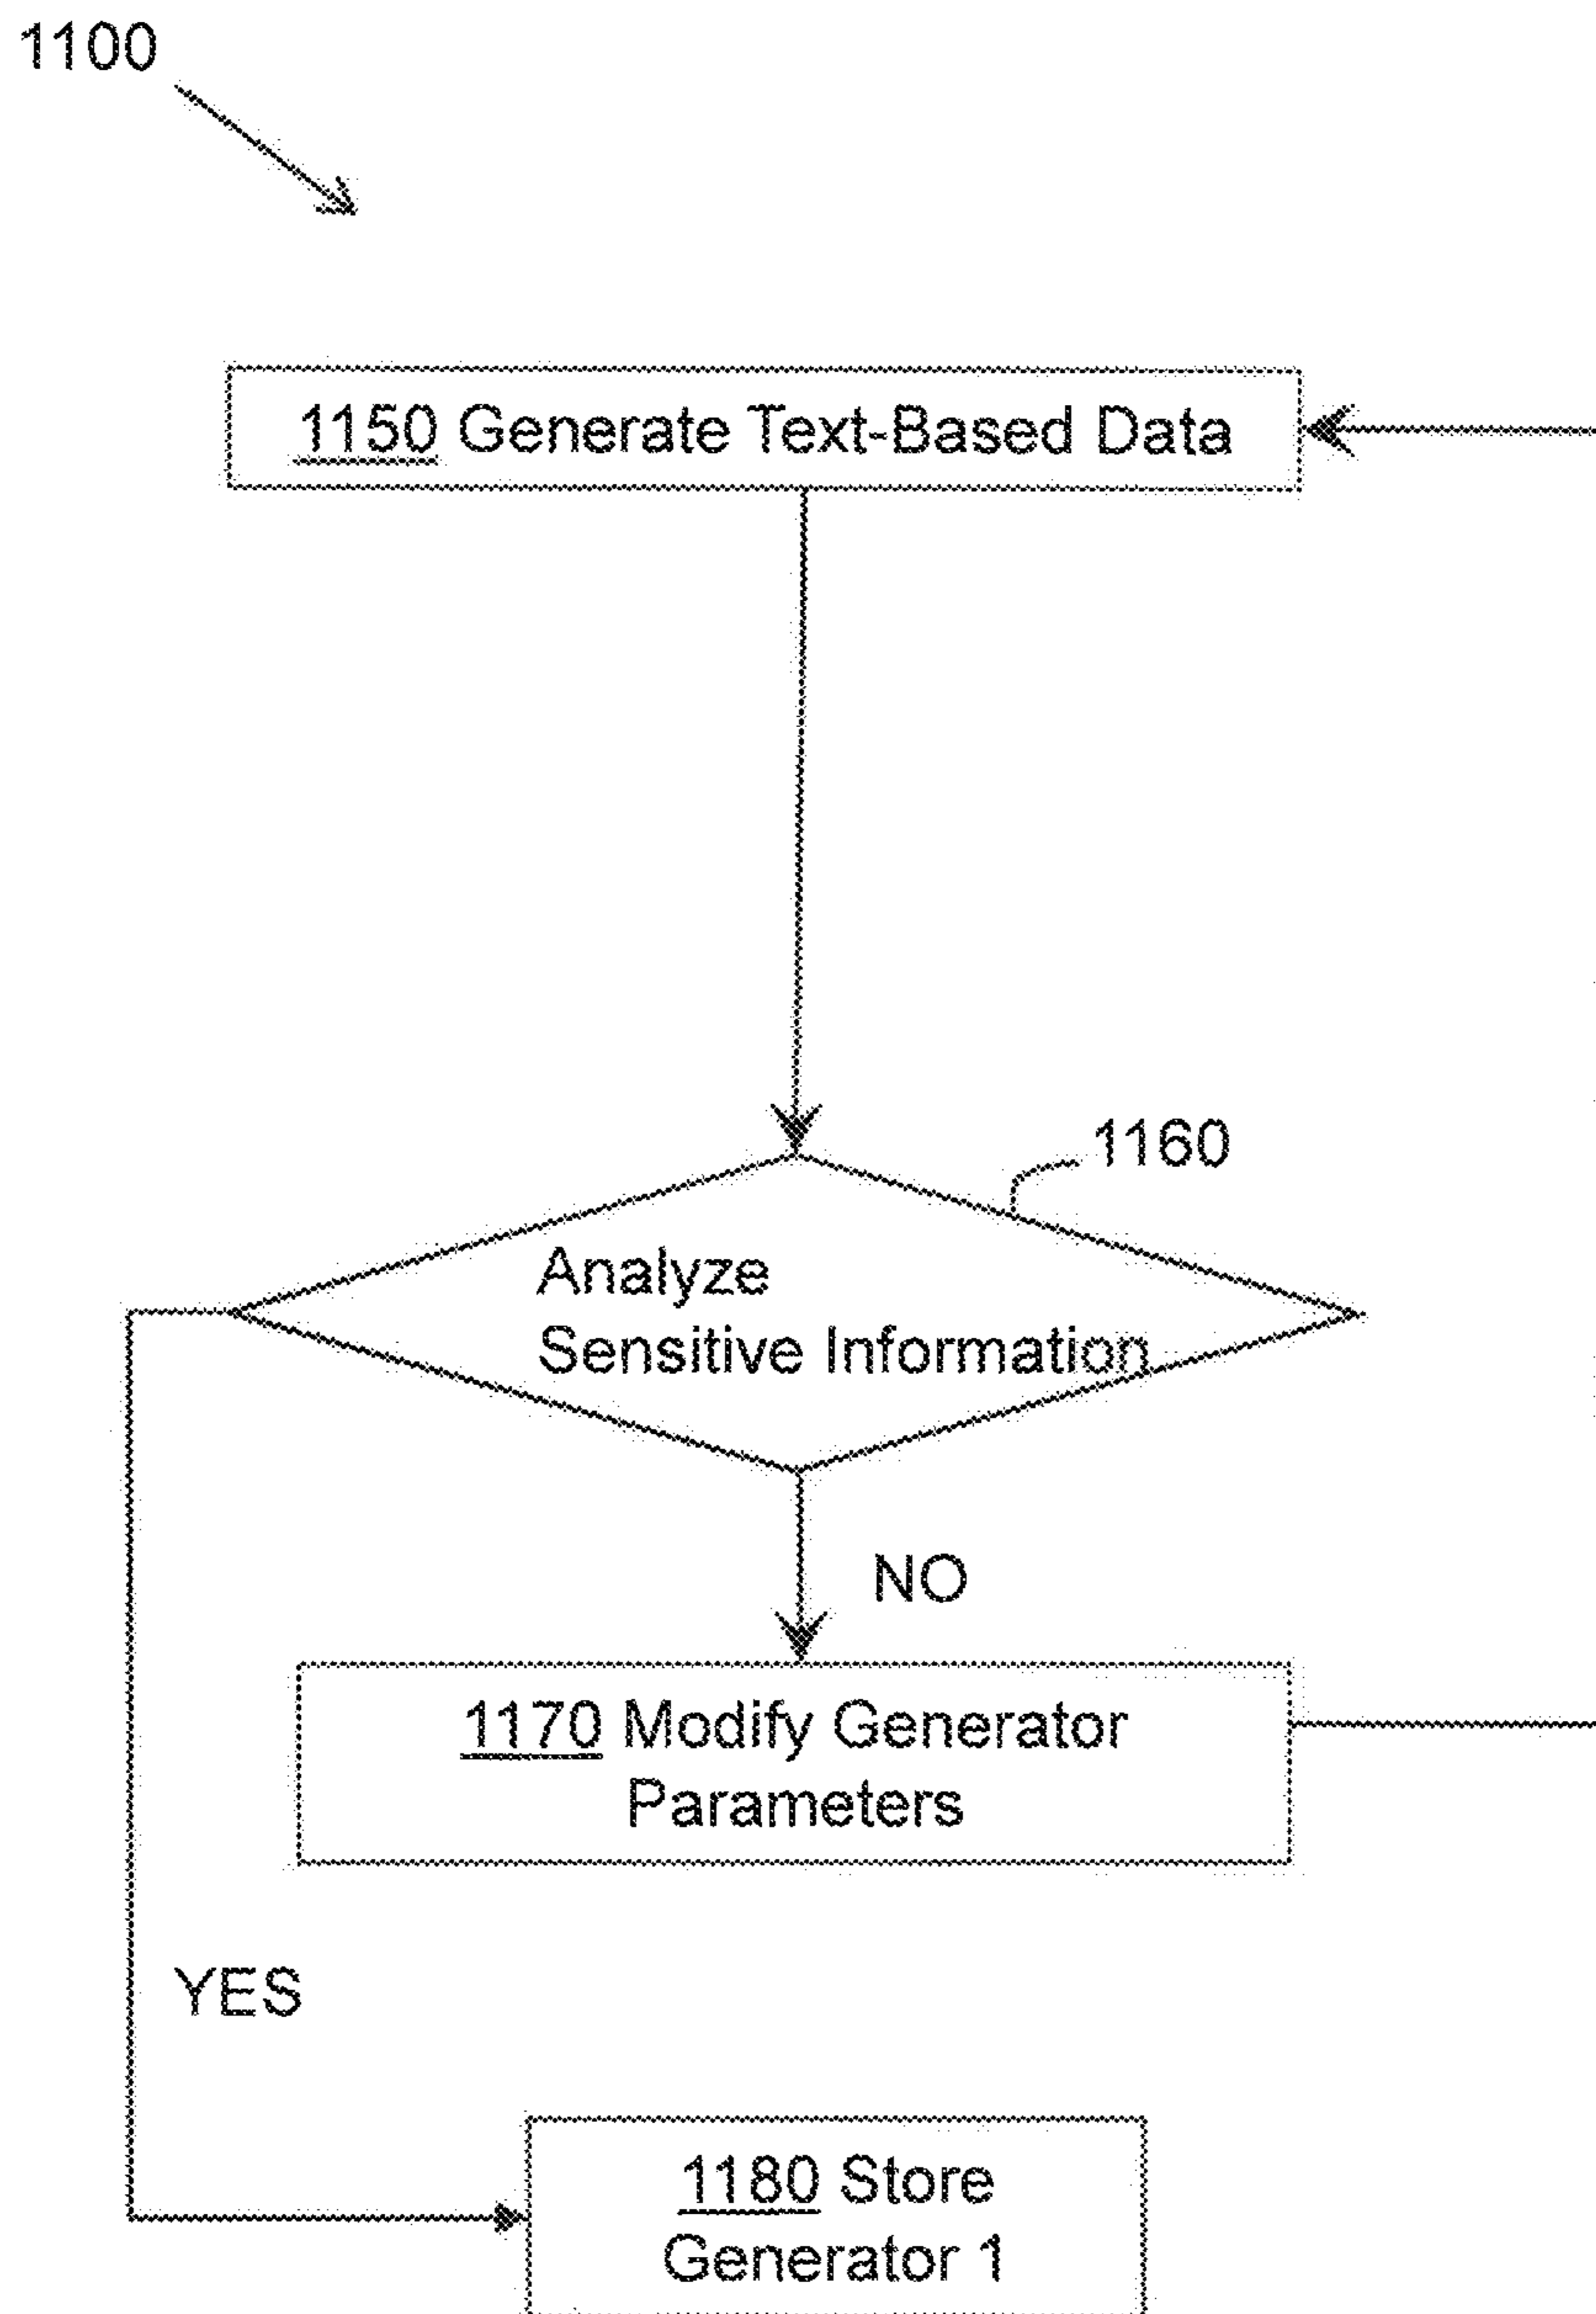 1100
1150 Generate Text-Based Data
1160
Analyze
Sensitive Information
NO
1170 Modify Generator
Parameters
YES
1180 Store
Generator 1